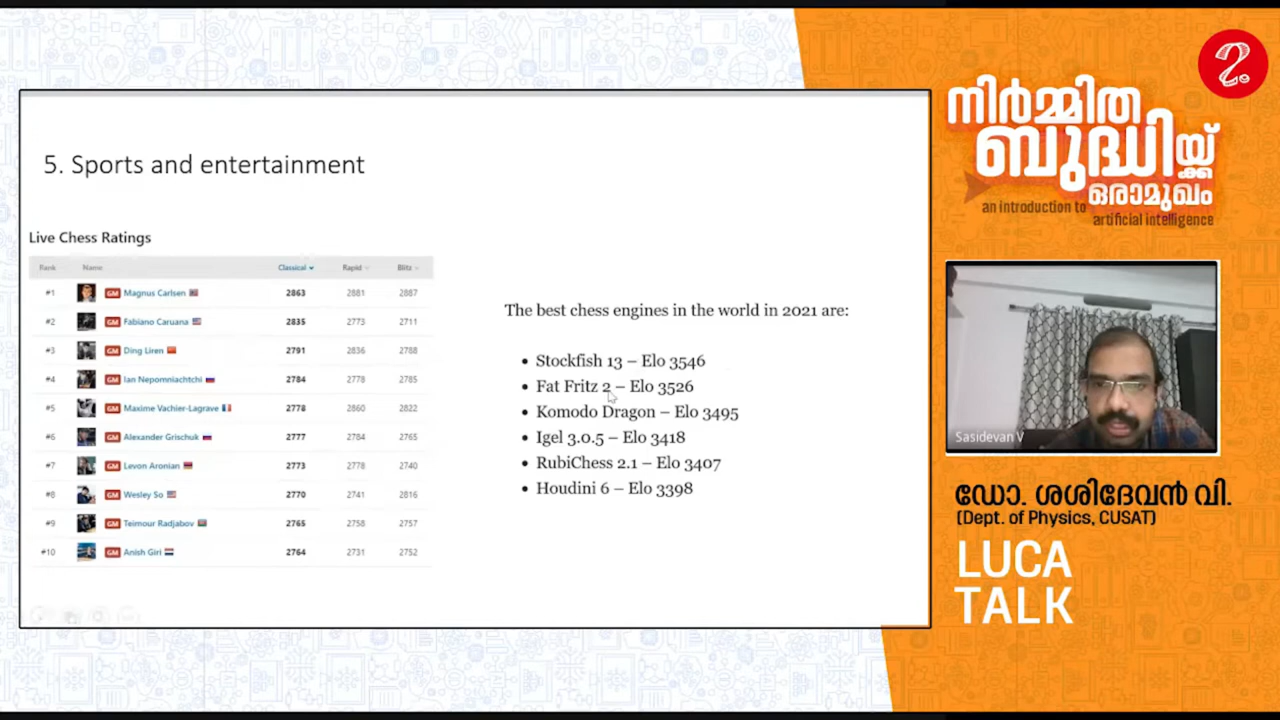 5. Sports and entertainment
Live Chess Ratings
Rank Name Classical Rapid Blitz
#1 GM Magnus Carlsen 2863 2881 2887
#2 GM Fabiano Caruana 2835 2773 2711
#3 GM Ding Liren 2791 2836 2788
#4 GM Ian Nepomniachtchi 2784 2778 2785
#5 GM Maxime Vachier-Lagrave 2778 2860 2822
#6 GM Alexander Grischuk 2777 2784 2765
#7 GM Levon Aronian 2773 2778 2740
#8 GM Wesley So 2770 2741 2816
#9 GM Teimour Radjabov 2765 2758 2757
#10 GM Anish Giri 2764 2731 2752
The best chess engines in the world in 2021 are:
• Stockfish 13 – Elo 3546
• Fat Fritz 2 – Elo 3526
• Komodo Dragon – Elo 3495
• Igel 3.0.5 – Elo 3418
• RubiChess 2.1 – Elo 3407
• Houdini 6 – Elo 3398
നിർമ്മിത
ബുദ്ധിയ്ക്ക്
ഒരാമുഖം
an introduction to
artificial intelligence
Sasidevan V
ഡോ. ശശിദേവൻ വി.
(Dept. of Physics, CUSAT)
LUCA
TALK